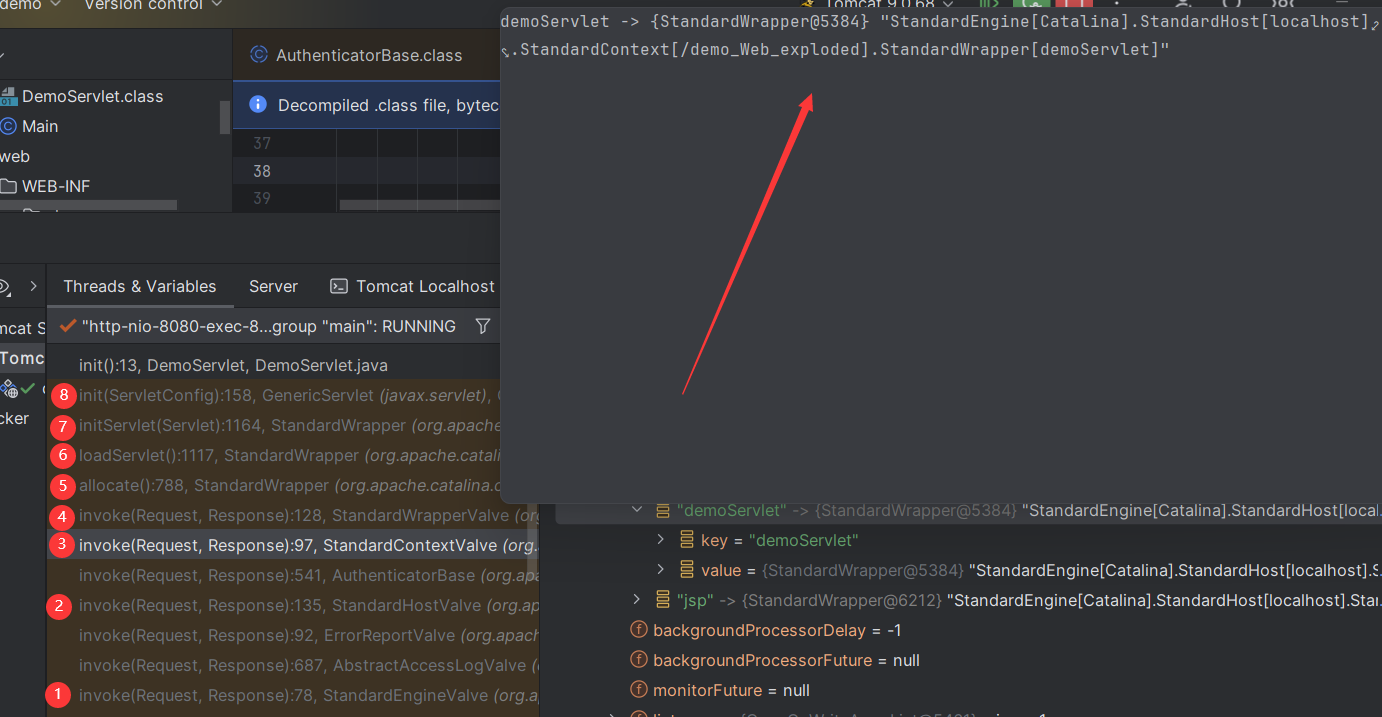 demo
Version control
Tomcat 9.0.68
demoServlet -> {StandardWrapper@5384} "StandardEngine[Catalina].StandardHost[localhost]
.StandardContext[/demo_Web_exploded].StandardWrapper[demoServlet]"
AuthenticatorBase.class
DemoServlet.class
Decompiled .class file, bytec
Main
web
WEB-INF
37
38
39
Threads & Variables
Server
Tomcat Localhost
mcat S
"http-nio-8080-exec-8...group "main": RUNNING
Tomc
cker
init():13, DemoServlet, DemoServlet.java
8 init(ServletConfig):158, GenericServlet (javax.servlet),
7 initServlet(Servlet):1164, StandardWrapper (org.apache
6 loadServlet():1117, StandardWrapper (org.apache.catali
5 allocate():788, StandardWrapper (org.apache.catalina.c
4 invoke(Request, Response):128, StandardWrapperValve (or
3 invoke(Request, Response):97, StandardContextValve (org.
invoke(Request, Response):541, AuthenticatorBase (org.apa
2 invoke(Request, Response):135, StandardHostValve (org.ap
invoke(Request, Response):92, ErrorReportValve (org.apach
invoke(Request, Response):687, AbstractAccessLogValve (
1 invoke(Request, Response):78, StandardEngineValve (org.a
"demoServlet" -> {StandardWrapper@5384} "StandardEngine[Catalina].StandardHost[local.
key = "demoServlet"
value = {StandardWrapper@5384} "StandardEngine[Catalina].StandardHost[localhost].S
"jsp" -> {StandardWrapper@6212} "StandardEngine[Catalina].StandardHost[localhost].Star
backgroundProcessorDelay = -1
backgroundProcessorFuture = null
monitorFuture = null